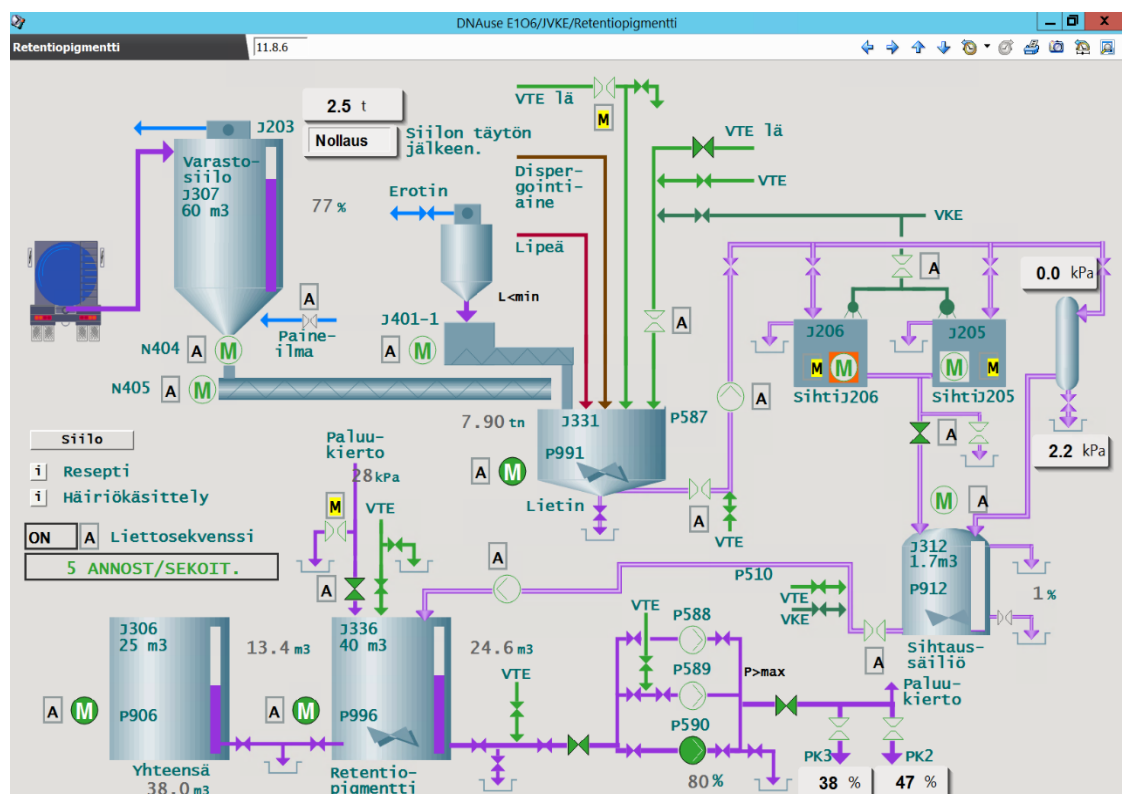 DNAuse E1O6/JVKE/Retentiopigmentti
Retentiopigmentti
11.8.6
J203
2.5 t
Nollaus
Siilon täytön
jälkeen.
VTE lä
M
VTE lä
Varasto-
siilo
J307
60 m3
77 %
Erotin
Disper-
gointi-
aine
VTE
VKE
Lipeä
L<min
A
A
A
0.0 kPa
Paine-
ilma
J401-1
A
M
N404
A
M
J206
M
M
SihtiJ206
J205
M
M
SihtiJ205
N405
A
M
A
7.90 tn
J331
P587
A
2.2 kPa
P991
A
M
Lietin
A
VTE
Siilo
i Resepti
i Häiriökäsittely
Paluu-
kierto
28 kPa
M
VTE
ON
A
Liettosekvenssi
5 ANNOST/SEKOIT.
A
A
M
A
J312
1.7m3
P912
1 %
Sihtaus-
säiliö
P510
VTE
VKE
A
J306
25 m3
13.4 m3
P906
A
M
Yhteensä
38.0 m3
J336
40 m3
24.6 m3
P996
A
M
Retentio-
pigmentti
VTE
VTE
P588
P589
P590
80 %
P>max
Paluu-
kierto
PK3
38 %
PK2
47 %